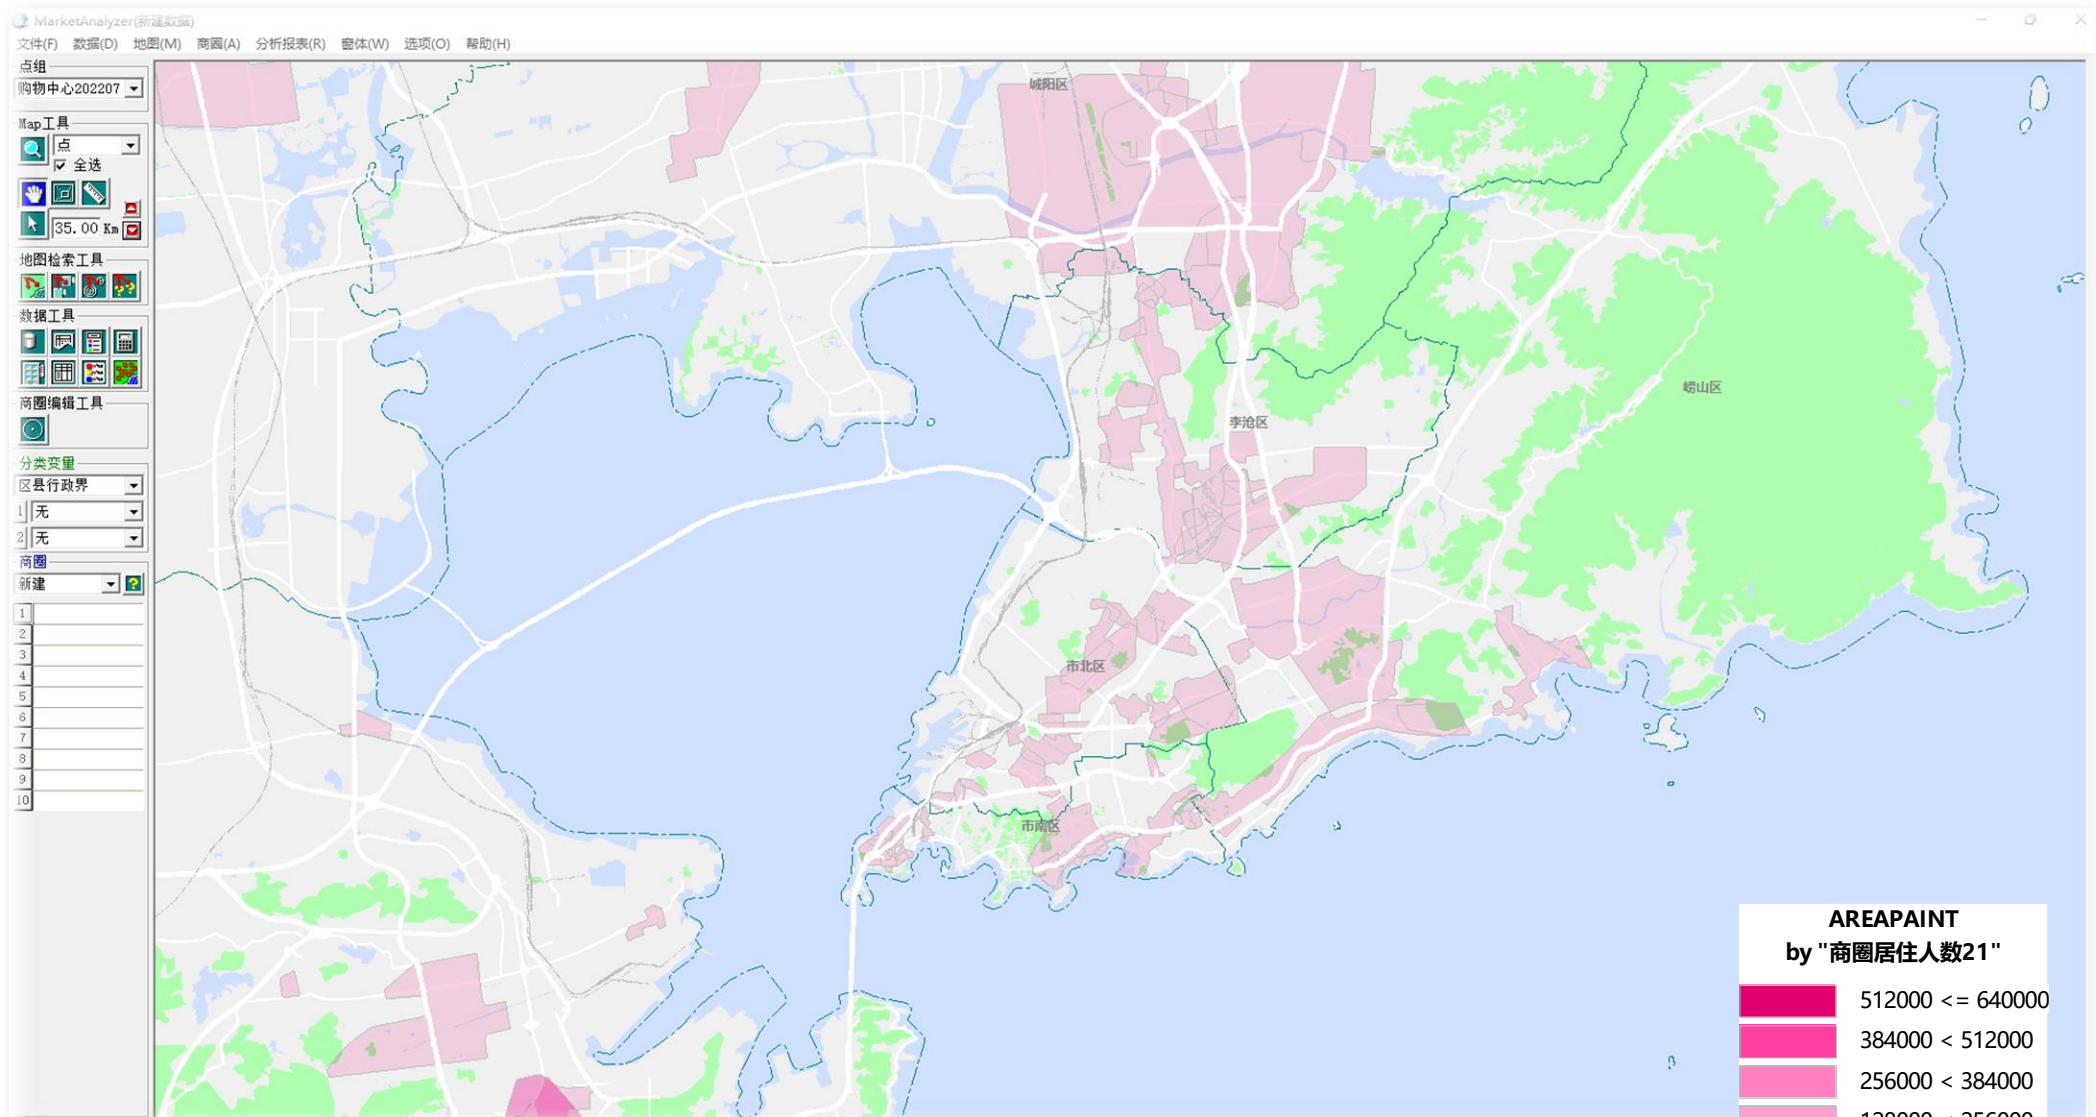 MarketAnalyzer(新建数据)
文件(F) 数据(D) 地图(M) 商圈(A) 分析报表(R) 窗体(W) 选项(O) 帮助(H)
点组
购物中心202207
Map工具
点
全选
35.00 Km
地图检索工具
数据工具
商圈编辑工具
分类变量
区县行政界
1 无
2 无
商圈
新建
1
2
3
4
5
6
7
8
9
10
城阳区
崂山区
李沧区
市北区
市南区
AREAPAINT
by "商圈居住人数21"
512000 <= 640000
384000 < 512000
256000 < 384000
128000 < 256000